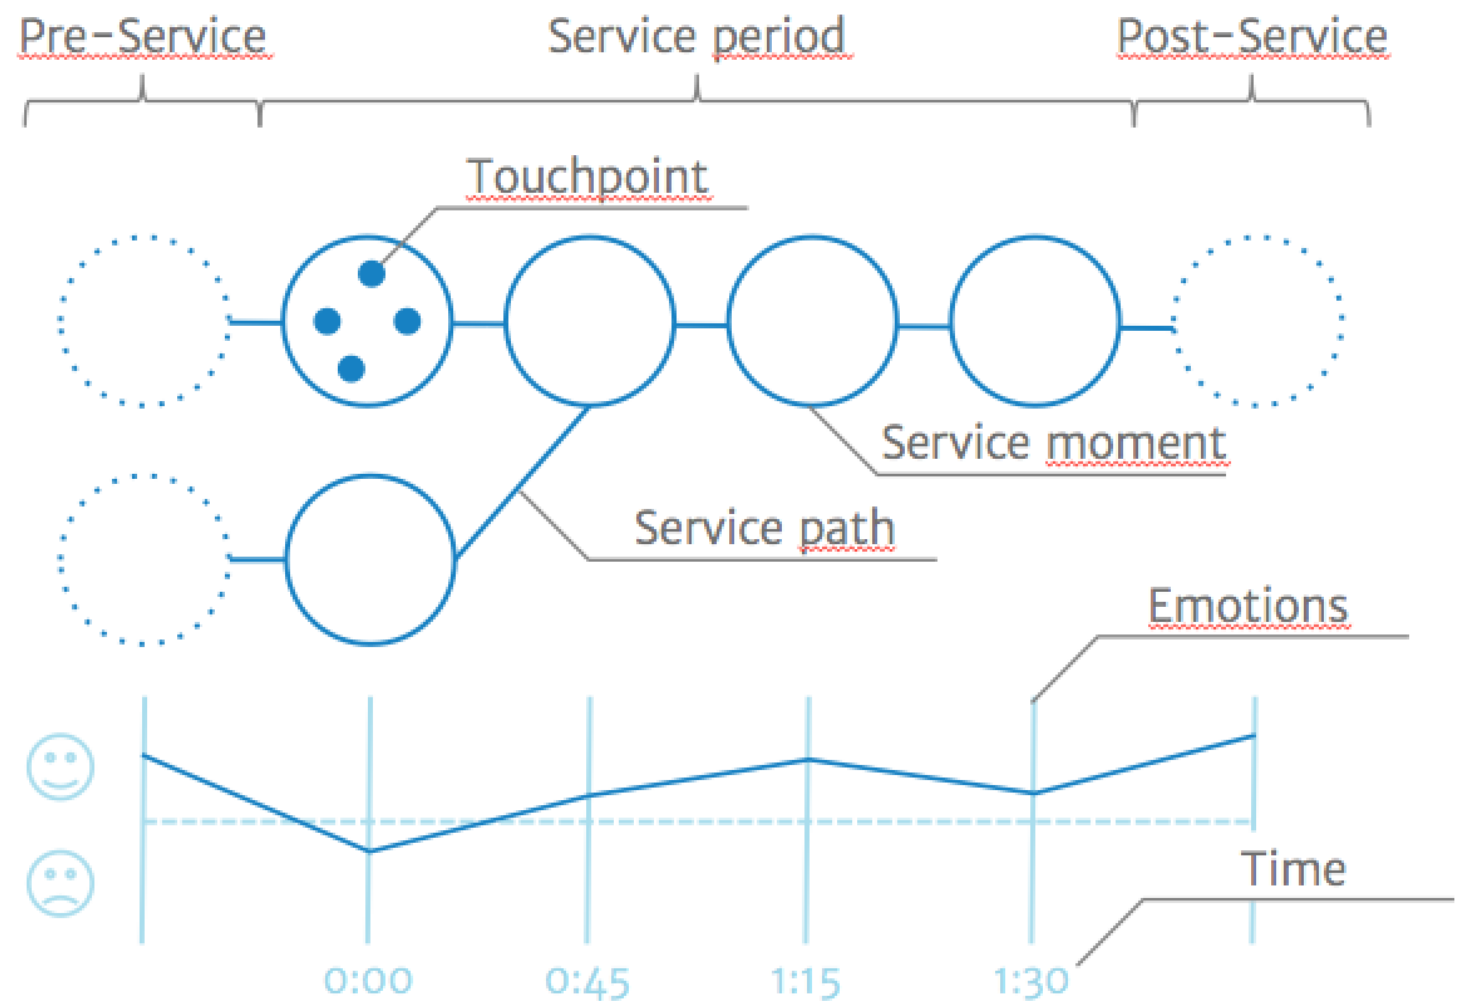 Pre-Service Service period Post-Service
Touchpoint
Service moment
Service path
Emotions
Time
0:00 0:45 1:15 1:30